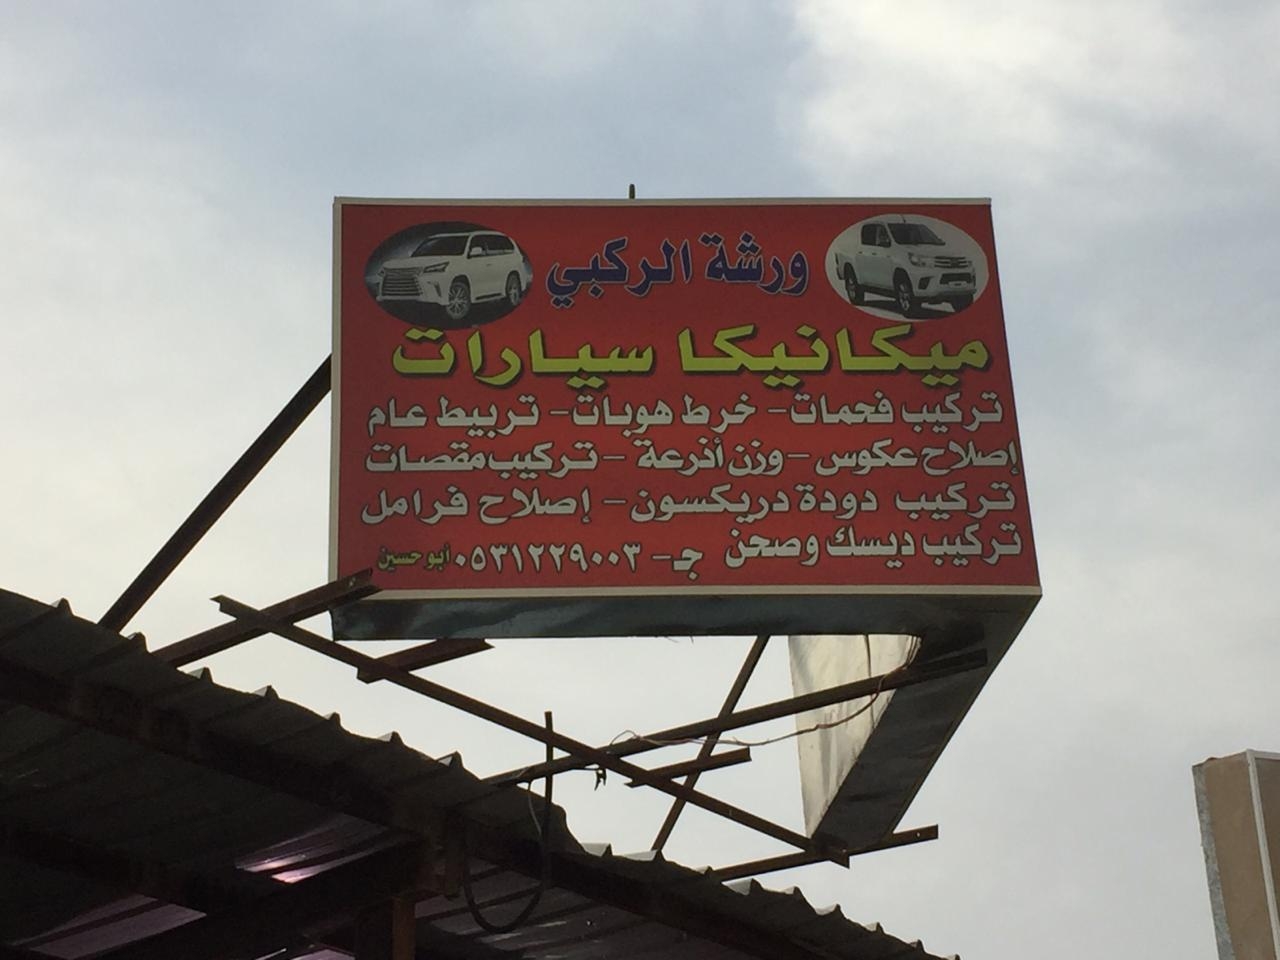 ورشة الركبي
ميكانيكا سيارات
تركيب فحمات - خرط هوبات - تربيط عام
إصلاح عكوس - وزن أذرعة - تركيب مقصات
تركيب دودة دريكسون - إصلاح فرامل
تركيب ديسك وصحن جـ - ٠٥٣١٢٢٩٠٠٣ أبو حسين